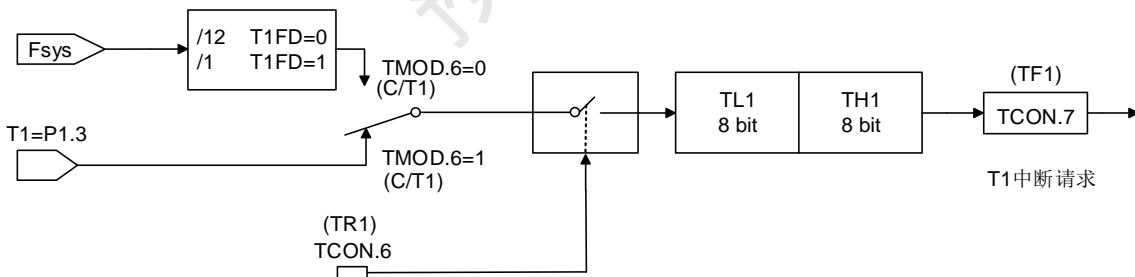 Fsys
/12 T1FD=0
/1 T1FD=1
TMOD.6=0
(C/T1)
T1=P1.3
TMOD.6=1
(C/T1)
(TR1)
TCON.6
TL1
8 bit
TH1
8 bit
(TF1)
TCON.7
T1中断请求